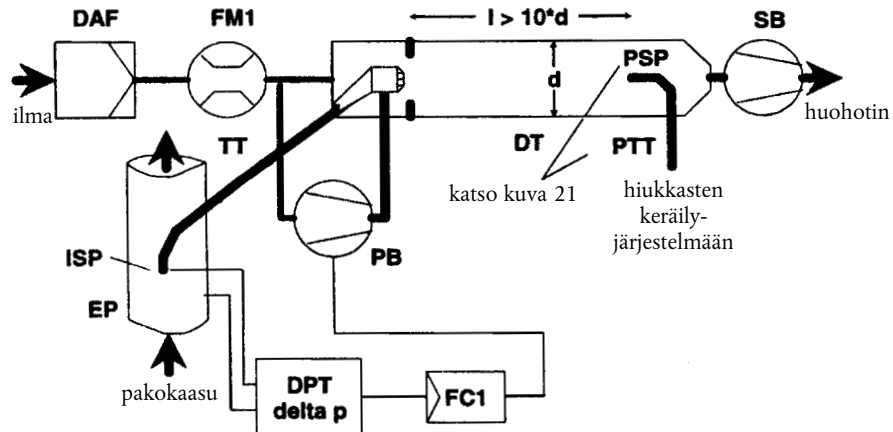 DAF
FM1
l > 10*d
SB
ilma
d
PSP
huohotin
TT
DT
PTT
katso kuva 21
hiukkasten
keräily-
järjestelmään
ISP
PB
EP
pakokaasu
DPT
delta p
FC1